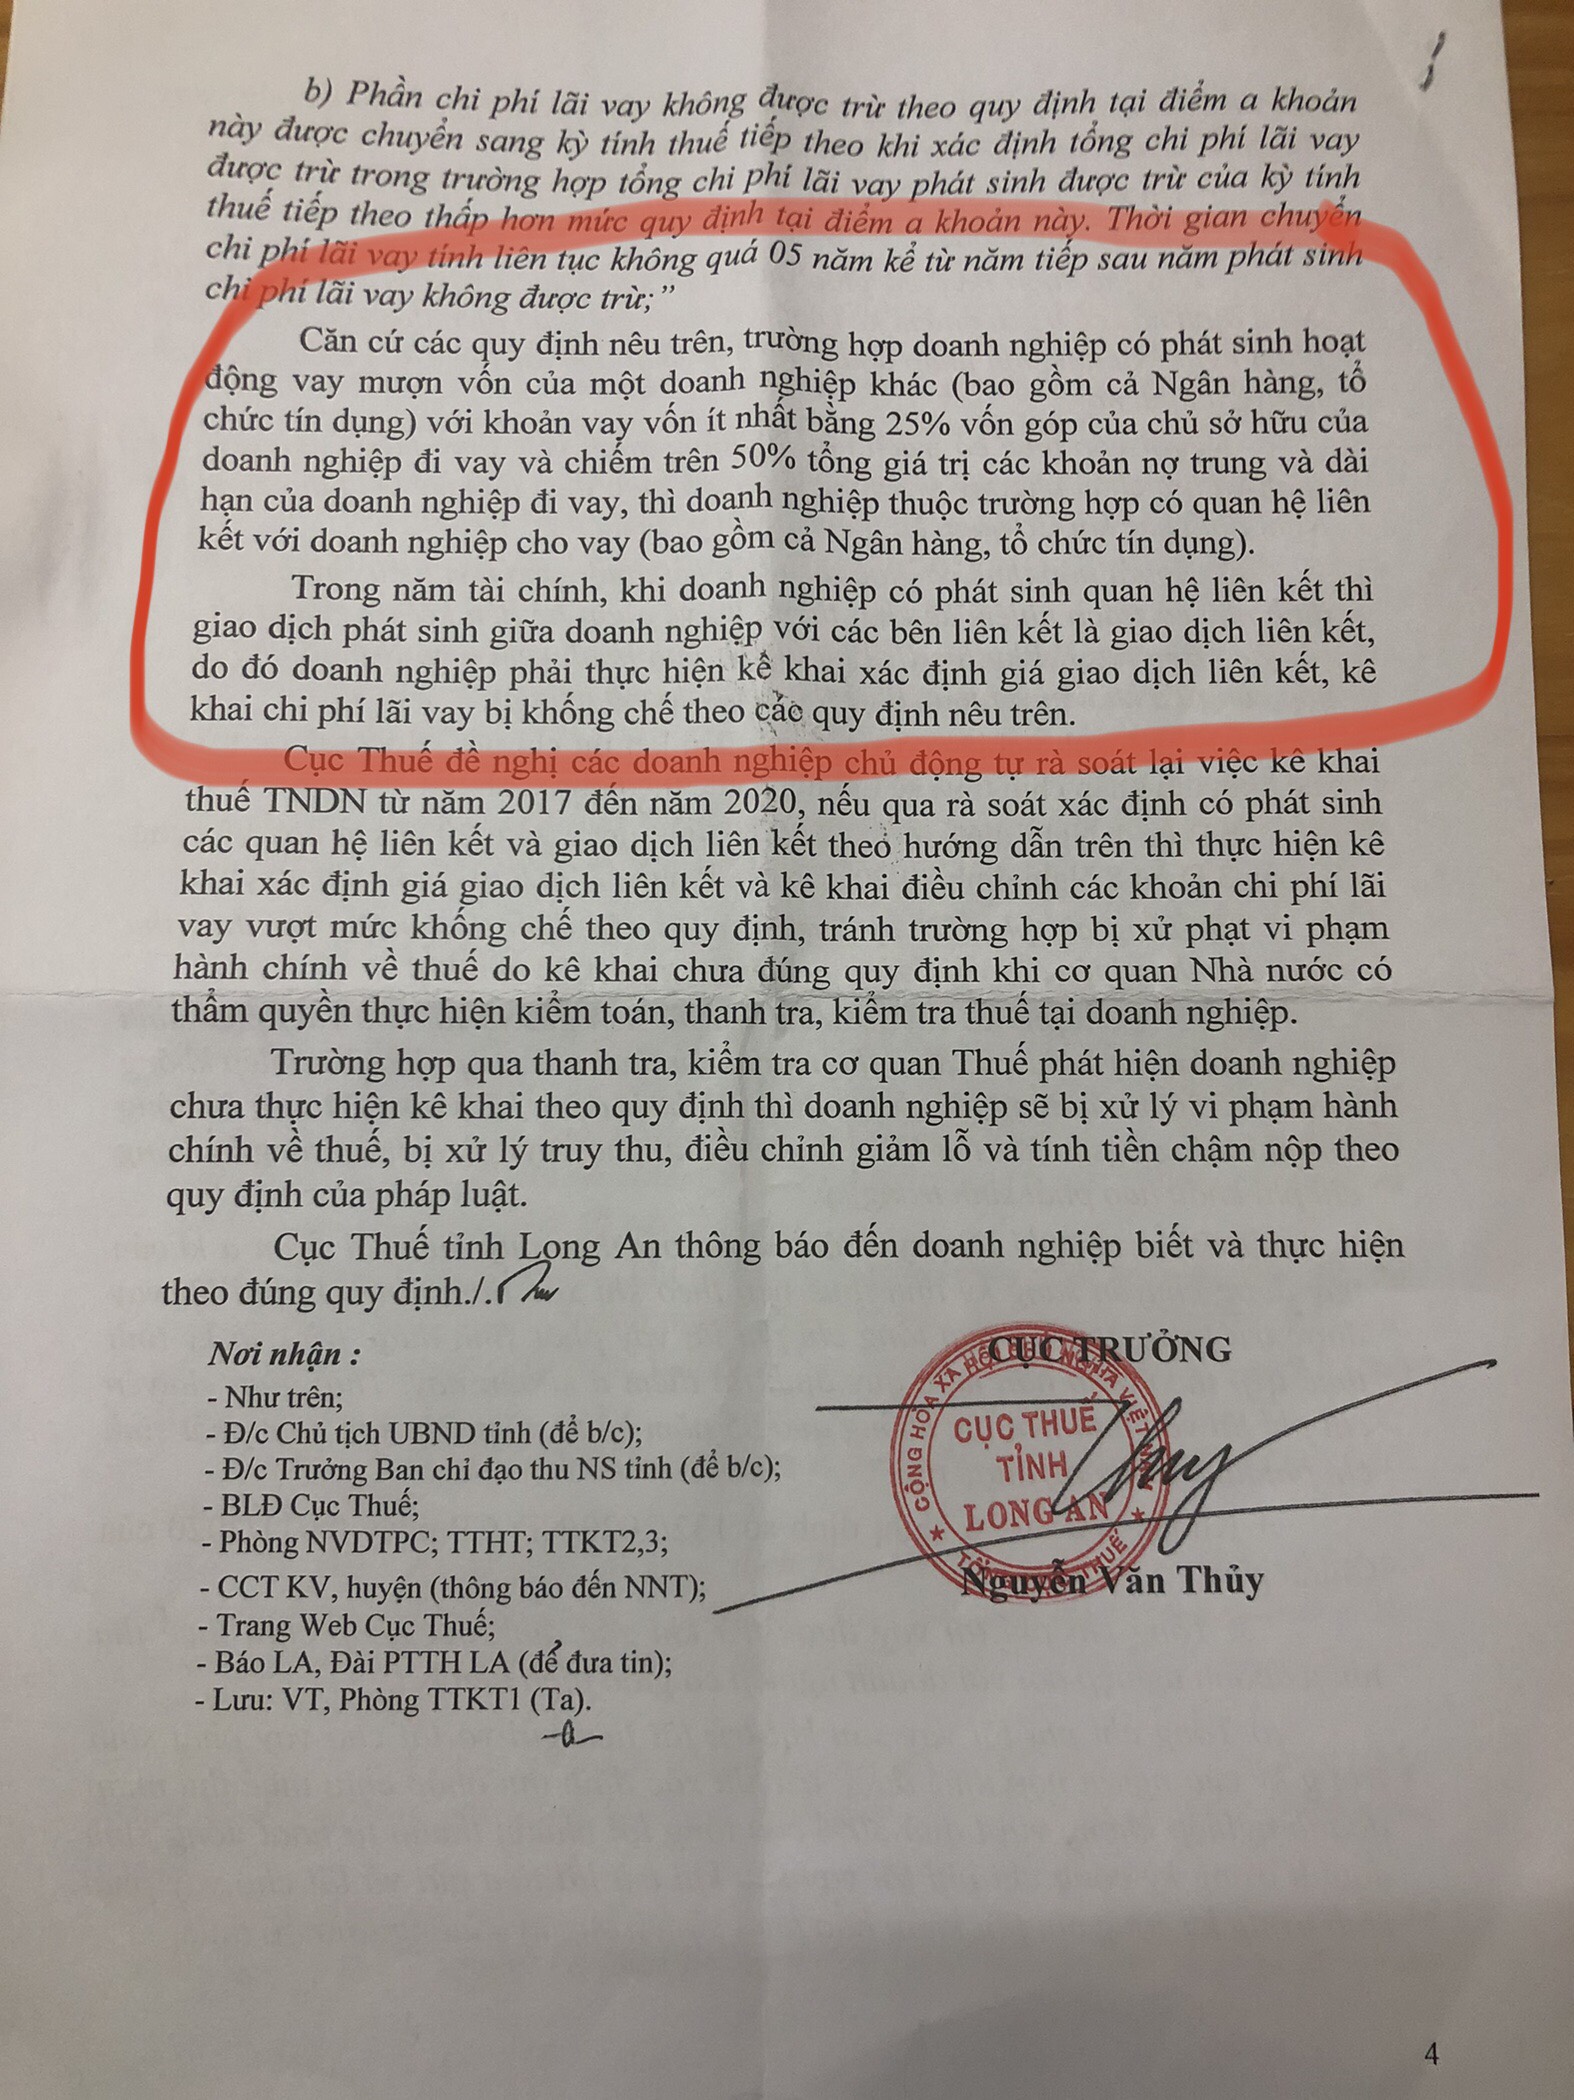 b) Phần chi phí lãi vay không được trừ theo quy định tại điểm a khoản
này được chuyển sang kỳ tính thuế tiếp theo khi xác định tổng chi phí lãi vay
được trừ trong trường hợp tổng chi phí lãi vay phát sinh được trừ của kỳ tính
thuế tiếp theo thấp hơn mức quy định tại điểm a khoản này. Thời gian chuyển
chi phí lãi vay tính liên tục không quá 05 năm kể từ năm tiếp sau năm phát sinh
chi phí lãi vay không được trừ;”
Căn cứ các quy định nêu trên, trường hợp doanh nghiệp có phát sinh hoạt
động vay mượn vốn của một doanh nghiệp khác (bao gồm cả Ngân hàng, tổ
chức tín dụng) với khoản vay vốn ít nhất bằng 25% vốn góp của chủ sở hữu của
doanh nghiệp đi vay và chiếm trên 50% tổng giá trị các khoản nợ trung và dài
hạn của doanh nghiệp đi vay, thì doanh nghiệp thuộc trường hợp có quan hệ liên
kết với doanh nghiệp cho vay (bao gồm cả Ngân hàng, tổ chức tín dụng).
Trong năm tài chính, khi doanh nghiệp có phát sinh quan hệ liên kết thì
giao dịch phát sinh giữa doanh nghiệp với các bên liên kết là giao dịch liên kết,
do đó doanh nghiệp phải thực hiện kê khai xác định giá giao dịch liên kết, kê
khai chi phí lãi vay bị khống chế theo các quy định nêu trên.
Cục Thuế đề nghị các doanh nghiệp chủ động tự rà soát lại việc kê khai
thuế TNDN từ năm 2017 đến năm 2020, nếu qua rà soát xác định có phát sinh
các quan hệ liên kết và giao dịch liên kết theo hướng dẫn trên thì thực hiện kê
khai xác định giá giao dịch liên kết và kê khai điều chỉnh các khoản chi phí lãi
vay vượt mức khống chế theo quy định, tránh trường hợp bị xử phạt vi phạm
hành chính về thuế do kê khai chưa đúng quy định khi cơ quan Nhà nước có
thẩm quyền thực hiện kiểm toán, thanh tra, kiểm tra thuế tại doanh nghiệp.
Trường hợp qua thanh tra, kiểm tra cơ quan Thuế phát hiện doanh nghiệp
chưa thực hiện kê khai theo quy định thì doanh nghiệp sẽ bị xử lý vi phạm hành
chính về thuế, bị xử lý truy thu, điều chỉnh giảm lỗ và tính tiền chậm nộp theo
quy định của pháp luật.
Cục Thuế tỉnh Long An thông báo đến doanh nghiệp biết và thực hiện
theo đúng quy định./.
Nơi nhận :
- Như trên;
- Đ/c Chủ tịch UBND tỉnh (để b/c);
- Đ/c Trưởng Ban chỉ đạo thu NS tỉnh (để b/c);
- BLĐ Cục Thuế;
- Phòng NVDTPC; TTHT; TTKT2,3;
- CCT KV, huyện (thông báo đến NNT);
- Trang Web Cục Thuế;
- Báo LA, Đài PTTH LA (để đưa tin);
- Lưu: VT, Phòng TTKT1 (Ta).
CỤC TRƯỞNG
CỘNG HÒA XÃ HỘI CHỦ NGHĨA VIỆT NAM
CỤC THUẾ
TỈNH
LONG AN
Nguyễn Văn Thủy
4